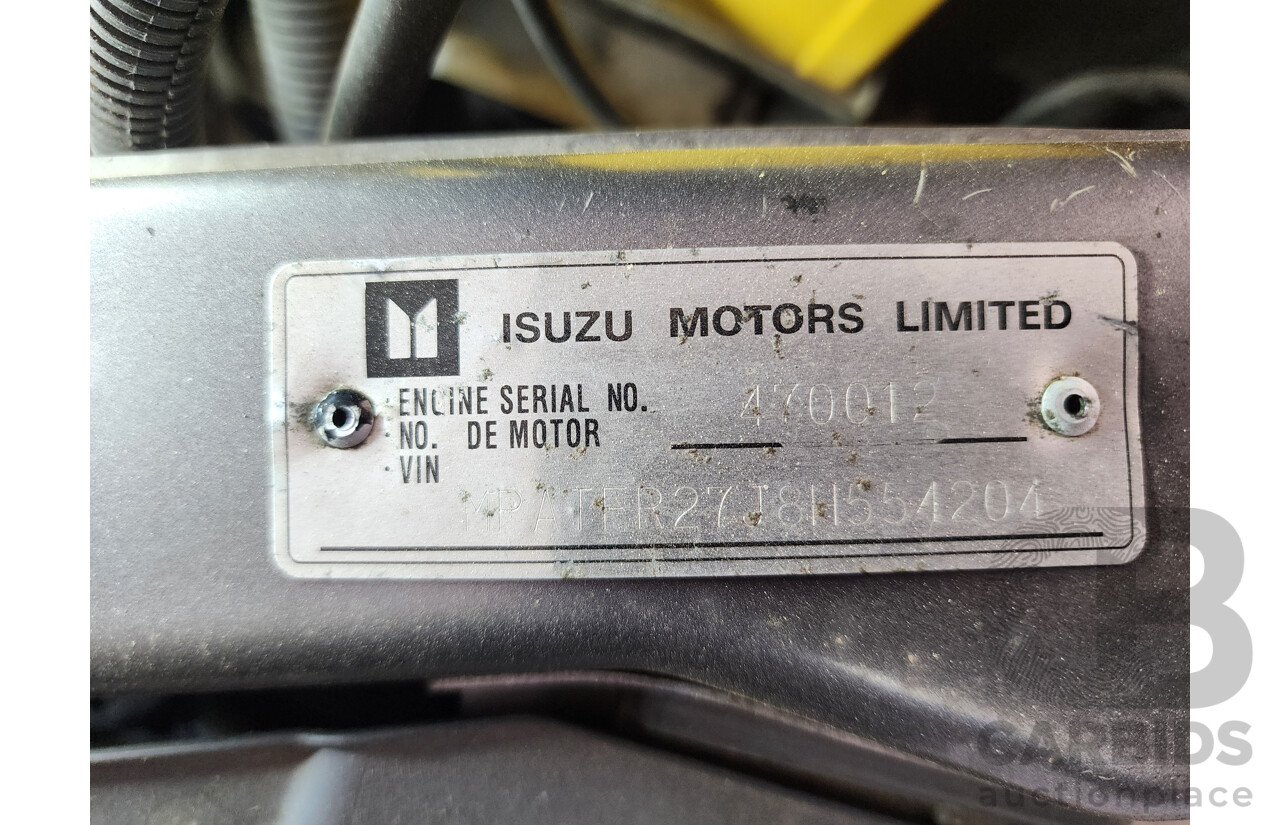 ISUZU MOTORS LIMITED
ENGINE SERIAL NO. 470012
NO. DE MOTOR
VIN
MPATFR27J8H554204
CARBIDS
auctionplace